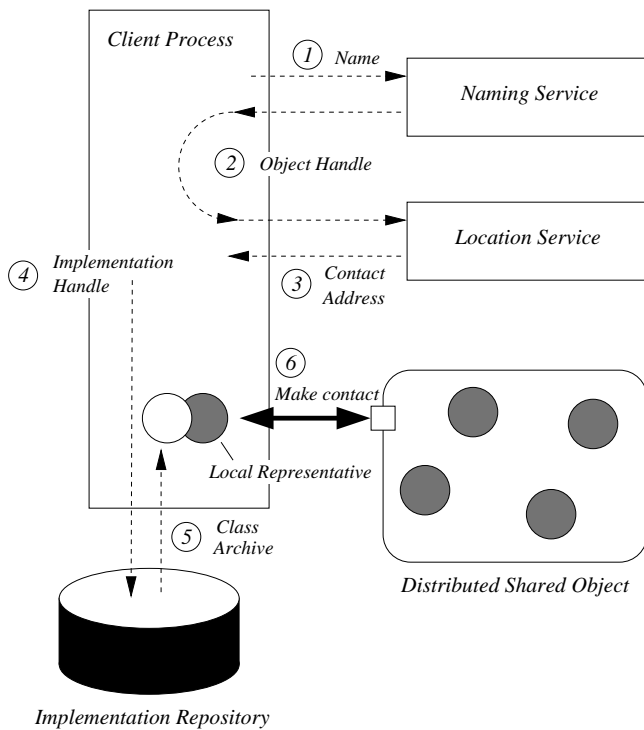 Client Process
1 Name
Naming Service
2 Object Handle
Location Service
4 Implementation
Handle
3 Contact
Address
6
Make contact
Local Representative
5 Class
Archive
Distributed Shared Object
Implementation Repository